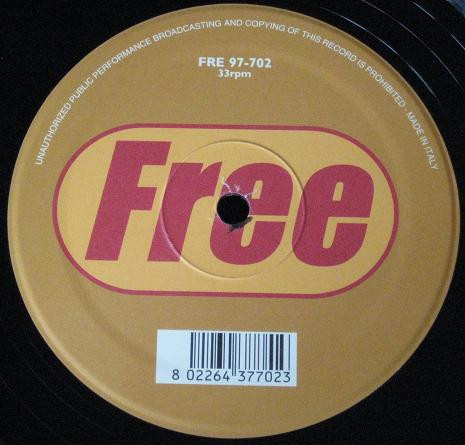 UNAUTHORIZED PUBLIC PERFORMANCE BROADCASTING AND COPYING OF THIS RECORD IS PROHIBITED - MADE IN ITALY
FRE 97-702
33rpm
Free
8 02264 377023